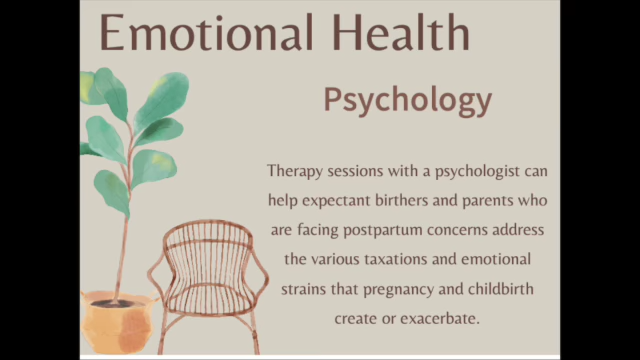 Emotional Health
Psychology
Therapy sessions with a psychologist can
help expectant birthers and parents who
are facing postpartum concerns address
the various taxations and emotional
strains that pregnancy and childbirth
create or exacerbate.